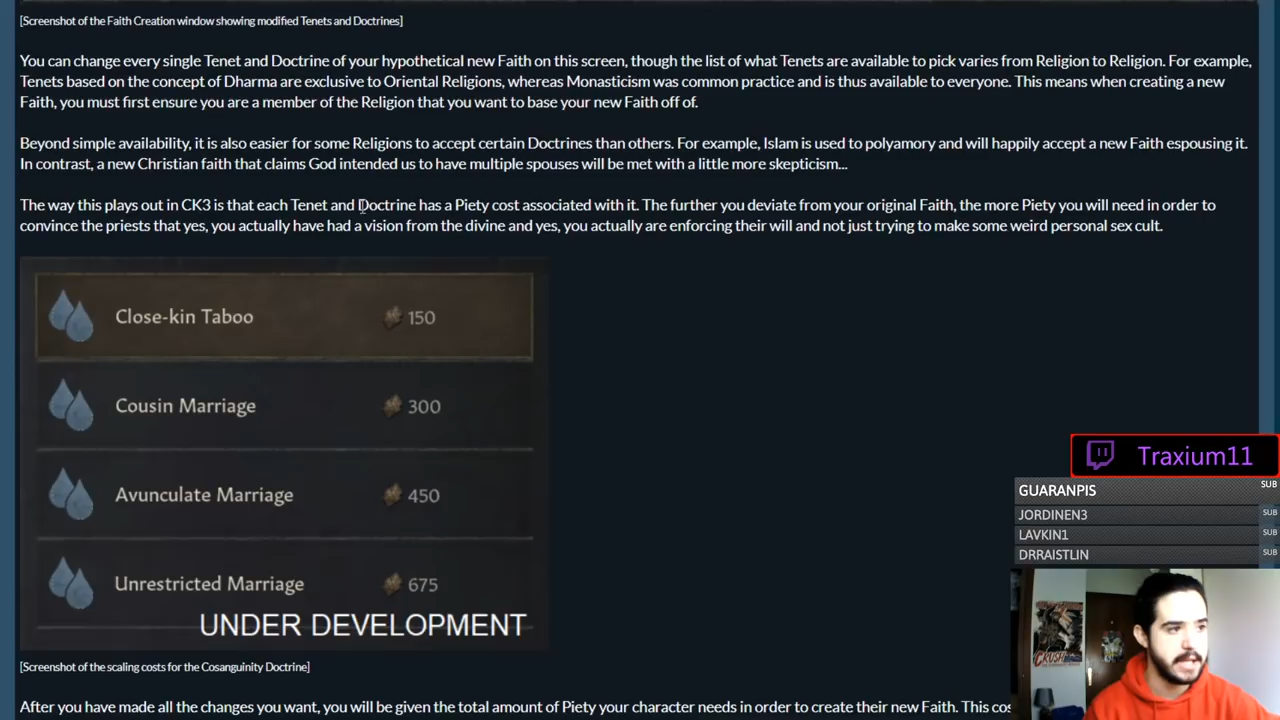 [Screenshot of the Faith Creation window showing modified Tenets and Doctrines]
You can change every single Tenet and Doctrine of your hypothetical new Faith on this screen, though the list of what Tenets are available to pick varies from Religion to Religion. For example,
Tenets based on the concept of Dharma are exclusive to Oriental Religions, whereas Monasticism was common practice and is thus available to everyone. This means when creating a new
Faith, you must first ensure you are a member of the Religion that you want to base your new Faith off of.
Beyond simple availability, it is also easier for some Religions to accept certain Doctrines than others. For example, Islam is used to polyamory and will happily accept a new Faith espousing it.
In contrast, a new Christian faith that claims God intended us to have multiple spouses will be met with a little more skepticism...
The way this plays out in CK3 is that each Tenet and Doctrine has a Piety cost associated with it. The further you deviate from your original Faith, the more Piety you will need in order to
convince the priests that yes, you actually have had a vision from the divine and yes, you actually are enforcing their will and not just trying to make some weird personal sex cult.
Close-kin Taboo 150
Cousin Marriage 300
Avunculate Marriage 450
Unrestricted Marriage 675
UNDER DEVELOPMENT
[Screenshot of the scaling costs for the Cosanguinity Doctrine]
After you have made all the changes you want, you will be given the total amount of Piety your character needs in order to create their new Faith. This cos
Traxium11
GUARANPIS SUB
JORDINEN3 SUB
LAVKIN1 SUB
DRRAISTLIN SUB
CRUSH